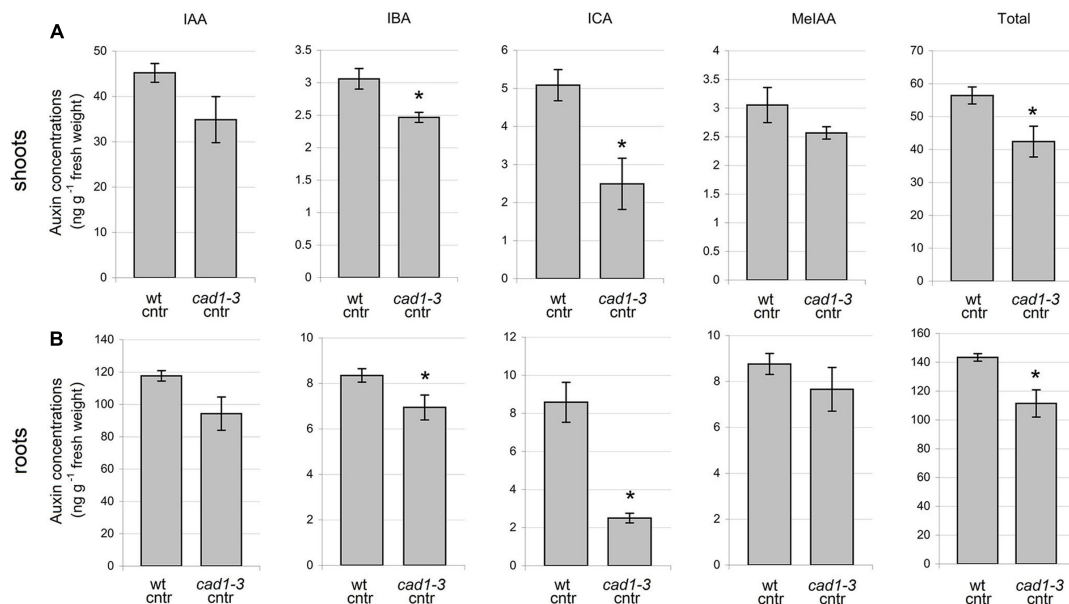 IAA IBA ICA MeIAA Total
A
shoots
Auxin concentrations
(ng g -1 fresh weight)
50
45
40
35
30
25
20
15
10
5
0
wt cad1-3
cntr cntr
3.5
3
2.5
2
1.5
1
0.5
0
*
wt cad1-3
cntr cntr
6
5
4
3
2
1
0
*
wt cad1-3
cntr cntr
4
3.5
3
2.5
2
1.5
1
0.5
0
wt cad1-3
cntr cntr
70
60
50
40
30
20
10
0
*
wt cad1-3
cntr cntr
B
roots
Auxin concentrations
(ng g -1 fresh weight)
140
120
100
80
60
40
20
0
wt cad1-3
cntr cntr
10
8
6
4
2
0
*
wt cad1-3
cntr cntr
12
10
8
6
4
2
0
*
wt cad1-3
cntr cntr
10
8
6
4
2
0
wt cad1-3
cntr cntr
160
140
120
100
80
60
40
20
0
*
wt cad1-3
cntr cntr